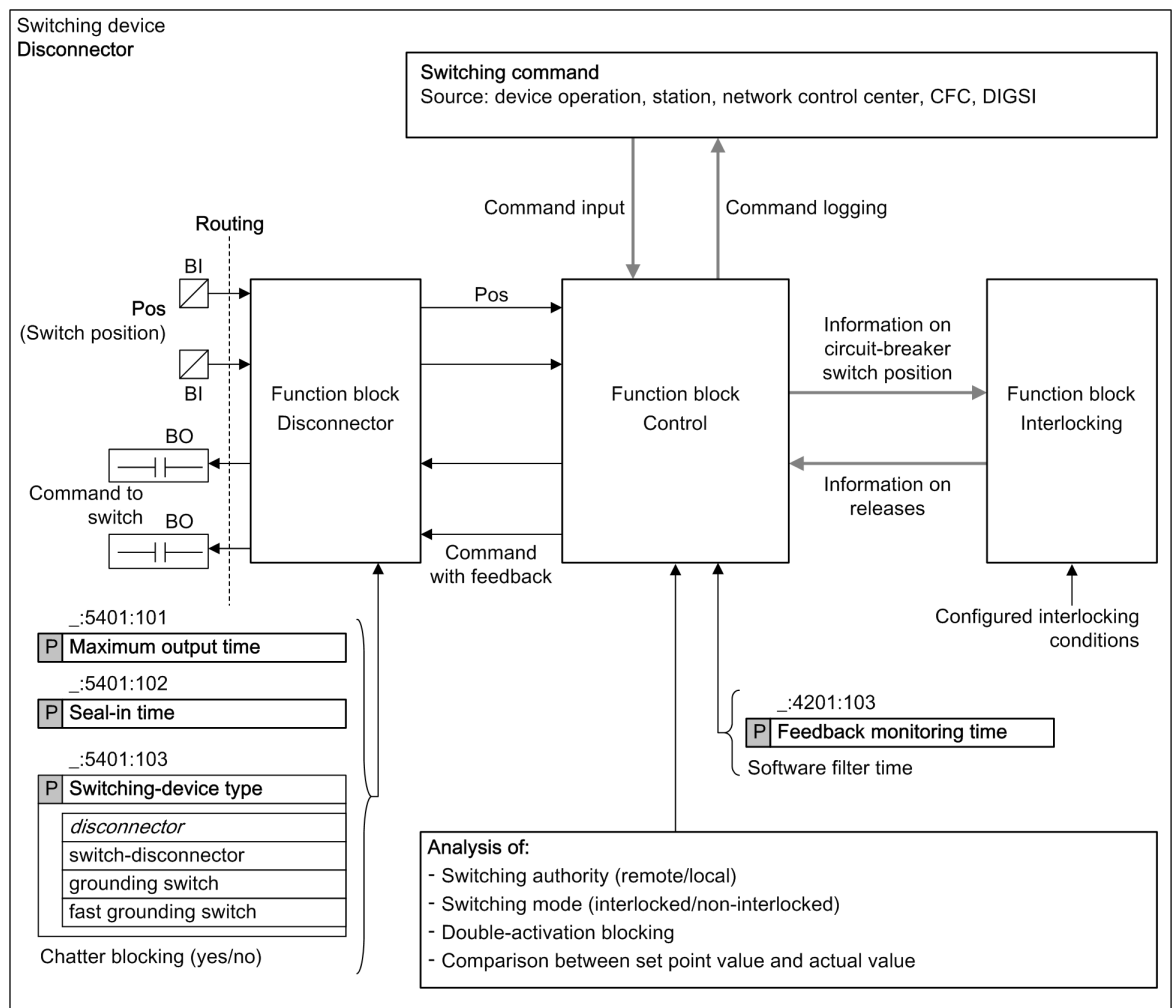 Switching device
Disconnector
Switching command
Source: device operation, station, network control center, CFC, DIGSI
Command input
Command logging
Routing
BI
Pos
(Switch position)
BI
BO
Command to
switch
BO
Function block
Disconnector
Pos
Command
with feedback
Function block
Control
Information on
circuit-breaker
switch position
Information on
releases
Function block
Interlocking
Configured interlocking
conditions
_:5401:101
P Maximum output time
_:5401:102
P Seal-in time
_:5401:103
P Switching-device type
disconnector
switch-disconnector
grounding switch
fast grounding switch
Chatter blocking (yes/no)
_:4201:103
P Feedback monitoring time
Software filter time
Analysis of:
- Switching authority (remote/local)
- Switching mode (interlocked/non-interlocked)
- Double-activation blocking
- Comparison between set point value and actual value